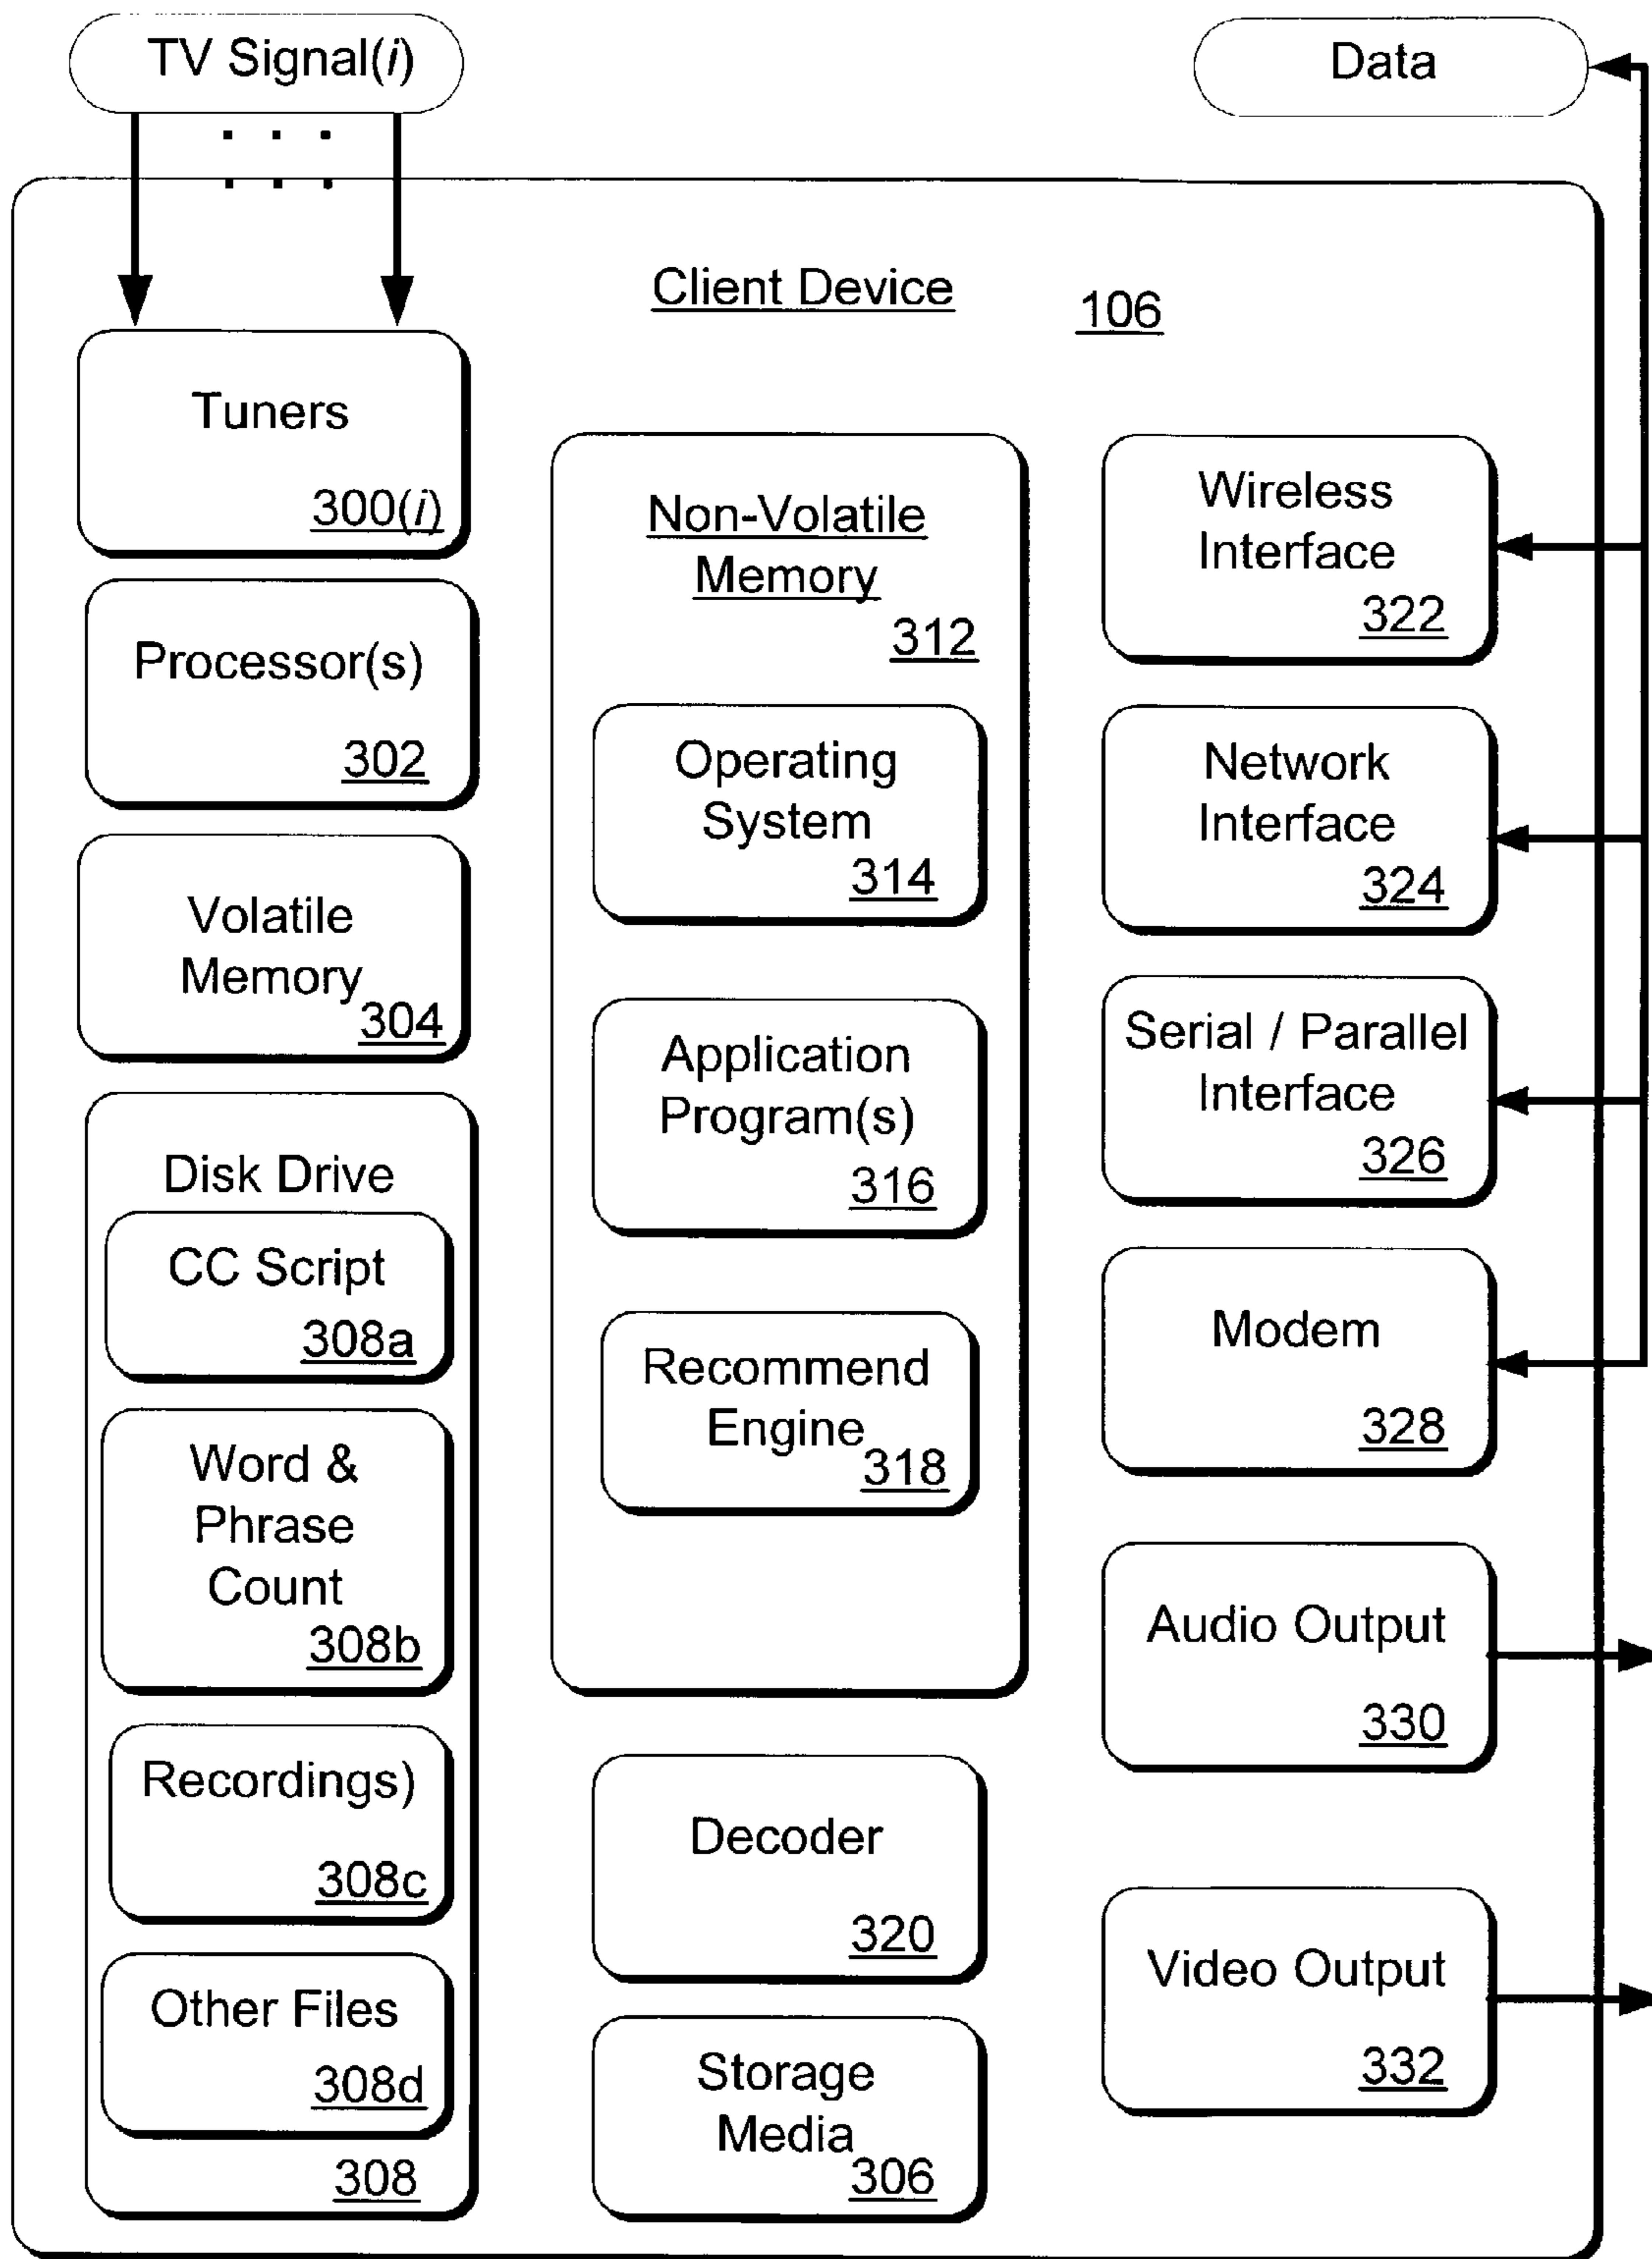 TV Signal(i)
Data
Client Device
106
Tuners
300(i)
Processor(s)
302
Volatile
Memory
304
Disk Drive
CC Script
308a
Word &
Phrase
Count
308b
Recordings)
308c
Other Files
308d
308
Non-Volatile
Memory
312
Operating
System
314
Application
Program(s)
316
Recommend
Engine
318
Decoder
320
Storage
Media
306
Wireless
Interface
322
Network
Interface
324
Serial / Parallel
Interface
326
Modem
328
Audio Output
330
Video Output
332